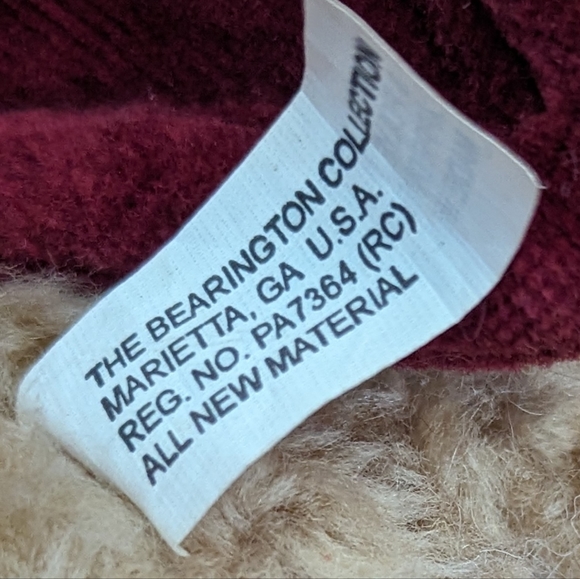 THE BEARINGTON COLLECTION
MARIETTA, GA U.S.A.
REG. NO. PA7364 (RC)
ALL NEW MATERIAL